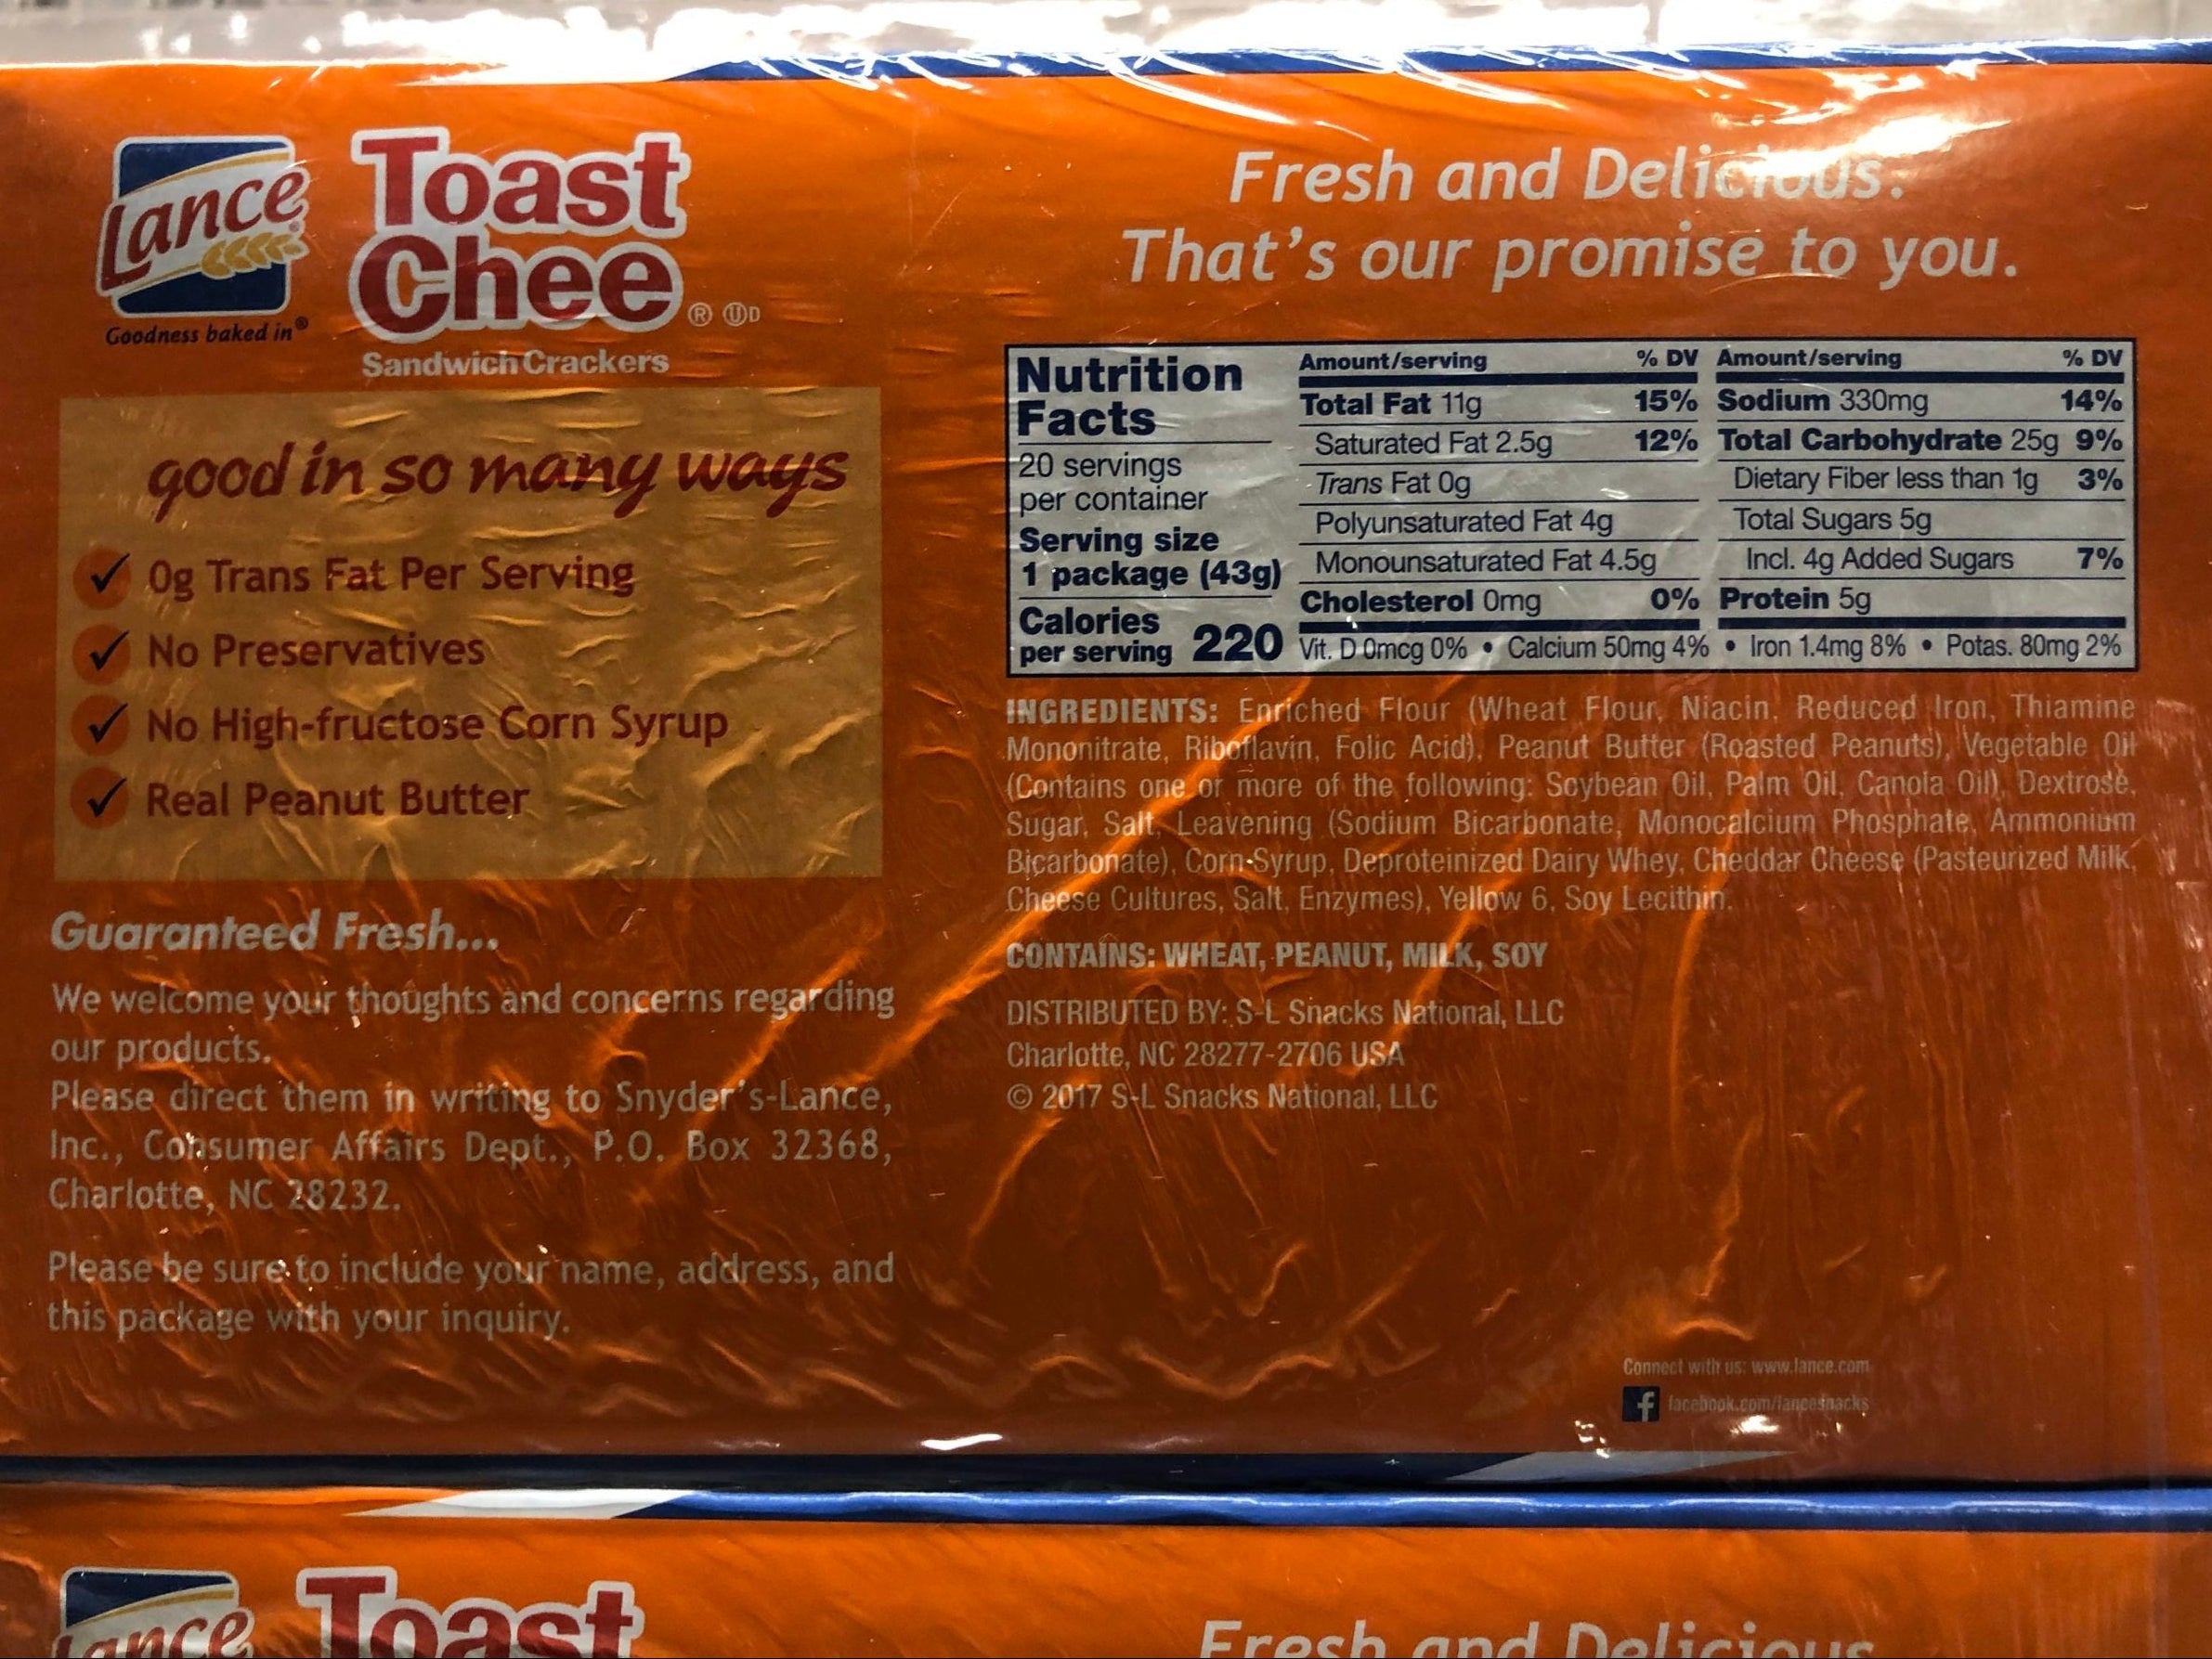 Lance®
Goodness baked in®
Toast
Chee® UD
Sandwich Crackers
good in so many ways
✓ 0g Trans Fat Per Serving
✓ No Preservatives
✓ No High-fructose Corn Syrup
✓ Real Peanut Butter
Guaranteed Fresh...
We welcome your thoughts and concerns regarding
our products.
Please direct them in writing to Snyder's-Lance,
Inc., Consumer Affairs Dept., P.O. Box 32368,
Charlotte, NC 28232.
Please be sure to include your name, address, and
this package with your inquiry.
Fresh and Delicious.
That's our promise to you.
Nutrition
Facts
20 servings
per container
Serving size
1 package (43g)
Calories
per serving 220
Amount/serving % DV
Total Fat 11g 15%
Saturated Fat 2.5g 12%
Trans Fat 0g
Polyunsaturated Fat 4g
Monounsaturated Fat 4.5g
Cholesterol 0mg 0%
Amount/serving % DV
Sodium 330mg 14%
Total Carbohydrate 25g 9%
Dietary Fiber less than 1g 3%
Total Sugars 5g
Incl. 4g Added Sugars 7%
Protein 5g
Vit. D 0mcg 0% • Calcium 50mg 4% • Iron 1.4mg 8% • Potas. 80mg 2%
INGREDIENTS: Enriched Flour (Wheat Flour, Niacin, Reduced Iron, Thiamine
Mononitrate, Riboflavin, Folic Acid), Peanut Butter (Roasted Peanuts), Vegetable Oil
(Contains one or more of the following: Soybean Oil, Palm Oil, Canola Oil), Dextrose,
Sugar, Salt, Leavening (Sodium Bicarbonate, Monocalcium Phosphate, Ammonium
Bicarbonate), Corn Syrup, Deproteinized Dairy Whey, Cheddar Cheese (Pasteurized Milk,
Cheese Cultures, Salt, Enzymes), Yellow 6, Soy Lecithin.
CONTAINS: WHEAT, PEANUT, MILK, SOY
DISTRIBUTED BY: S-L Snacks National, LLC
Charlotte, NC 28277-2706 USA
© 2017 S-L Snacks National, LLC
Connect with us: www.lance.com
f facebook.com/lancesnacks
Lance Toast
Fresh and Delicious